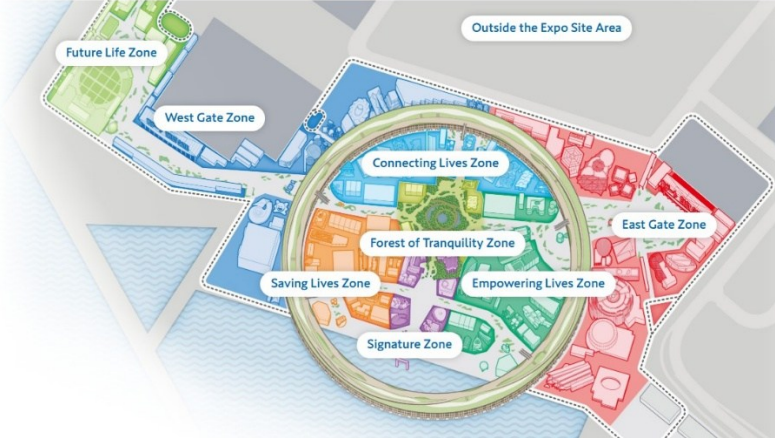 Outside the Expo Site Area
Future Life Zone
West Gate Zone
Connecting Lives Zone
East Gate Zone
Forest of Tranquility Zone
Saving Lives Zone
Empowering Lives Zone
Signature Zone